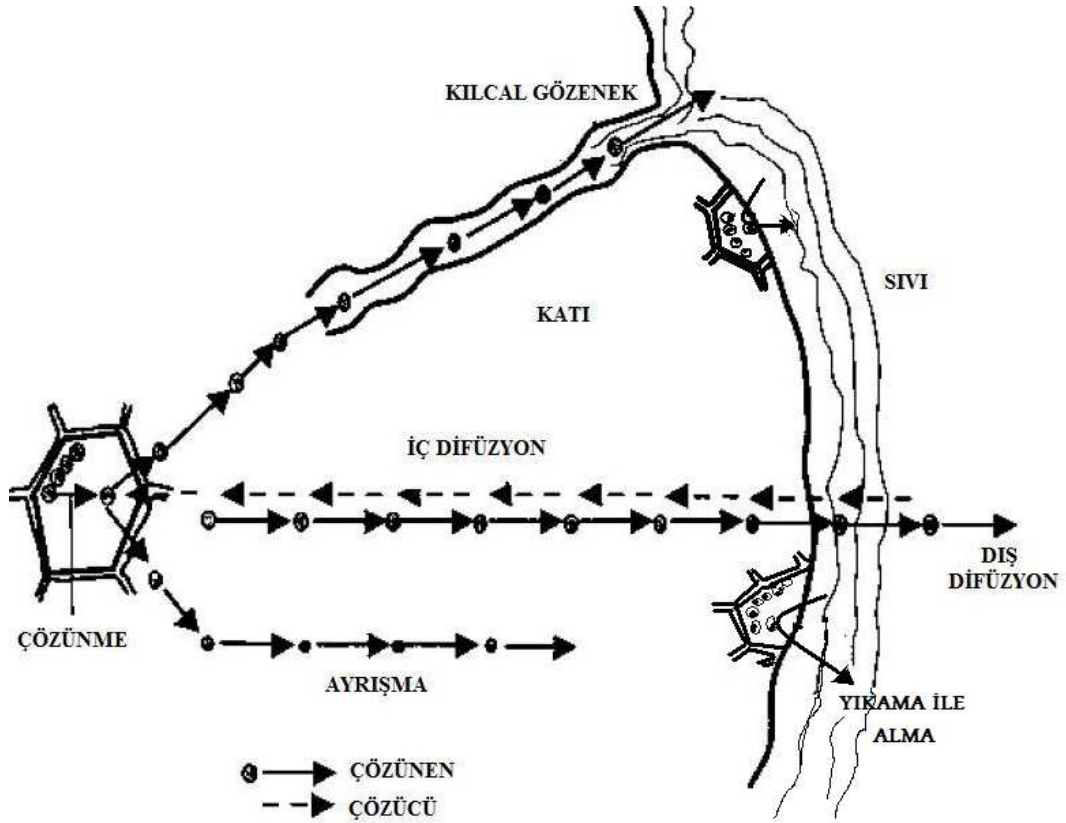 KILCAL GÖZENEK
SIVI
KATI
İÇ DİFÜZYON
DIŞ
DİFÜZYON
ÇÖZÜNME
AYRIŞMA
YIKAMA İLE
ALMA
ÇÖZÜNEN
ÇÖZÜCÜ